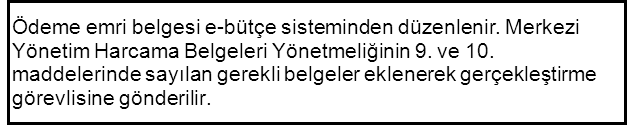 Ödeme emri belgesi e-bütçe sisteminden düzenlenir. Merkezi
Yönetim Harcama Belgeleri Yönetmeliğinin 9. ve 10.
maddelerinde sayılan gerekli belgeler eklenerek gerçekleştirme
görevlisine gönderilir.